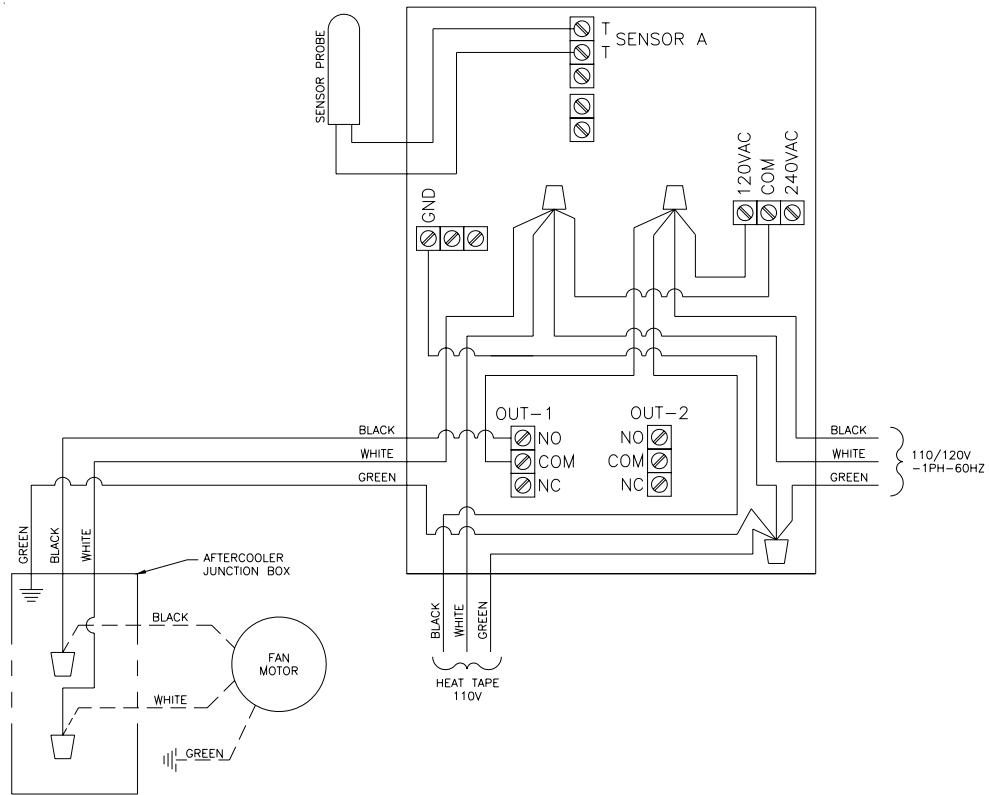 SENSOR PROBE
T
T
SENSOR A
GND
120VAC
COM
240VAC
OUT-1
NO
COM
NC
OUT-2
NO
COM
NC
BLACK
WHITE
GREEN
BLACK
WHITE
GREEN
110/120V
-1PH-60HZ
GREEN
BLACK
WHITE
AFTERCOOLER
JUNCTION BOX
BLACK
WHITE
GREEN
FAN
MOTOR
BLACK
WHITE
GREEN
HEAT TAPE
110V